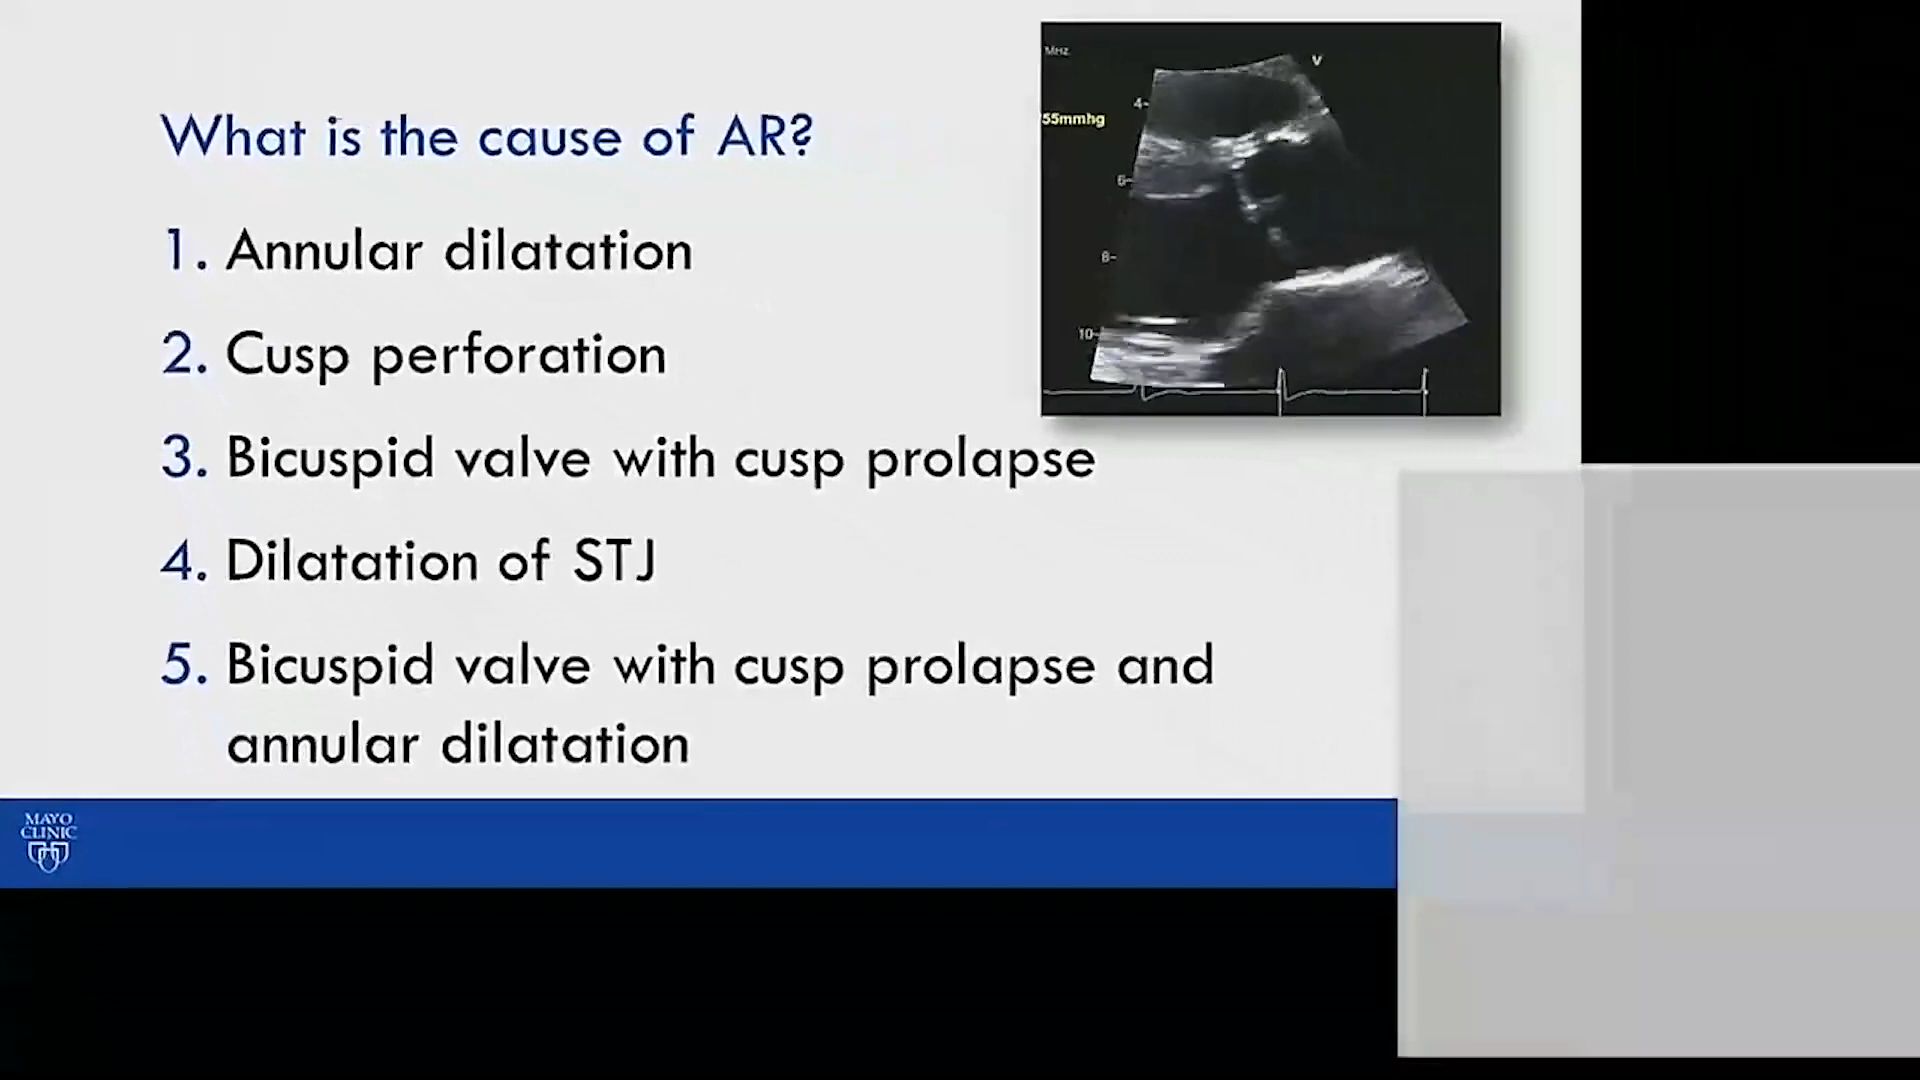 What is the cause of AR?
1. Annular dilatation
2. Cusp perforation
3. Bicuspid valve with cusp prolapse
4. Dilatation of STJ
5. Bicuspid valve with cusp prolapse and
annular dilatation
MHz
V
4-
55mmhg
6-
8-
10-
MAYO
CLINIC